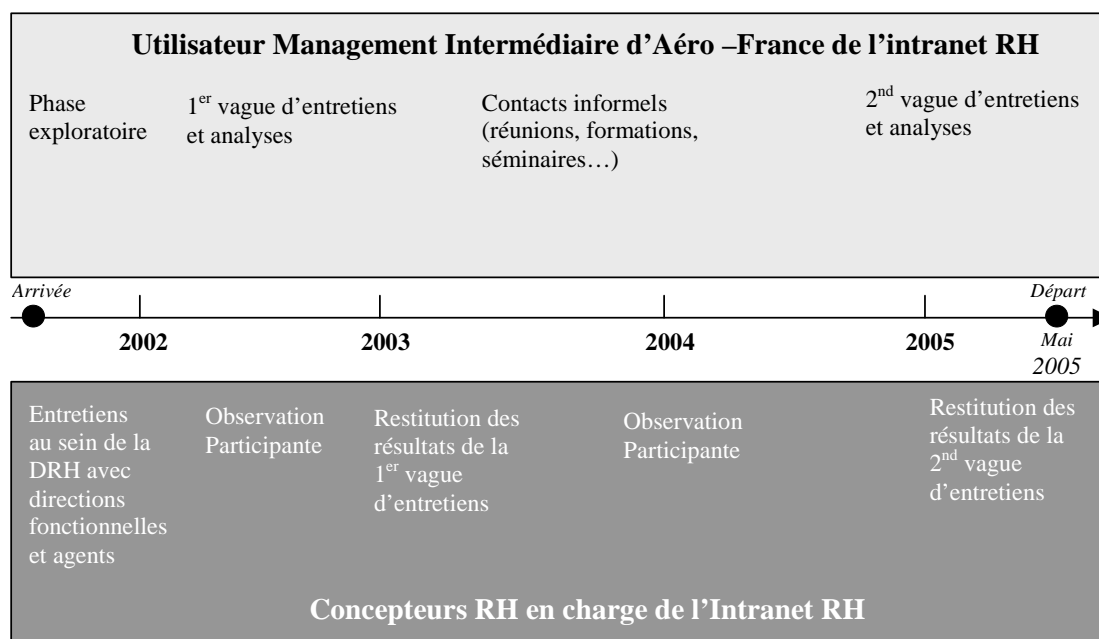 Utilisateur Management Intermédiaire d’Aéro –France de l’intranet RH
Phase
exploratoire
1er vague d’entretiens
et analyses
Contacts informels
(réunions, formations,
séminaires…)
2nd vague d’entretiens
et analyses
Arrivée
Départ
2002
2003
2004
2005
Mai
2005
Entretiens
au sein de la
DRH avec
directions
fonctionnelles
et agents
Observation
Participante
Restitution des
résultats de la
1er vague
d’entretiens
Observation
Participante
Restitution des
résultats de la
2nd vague
d’entretiens
Concepteurs RH en charge de l’Intranet RH